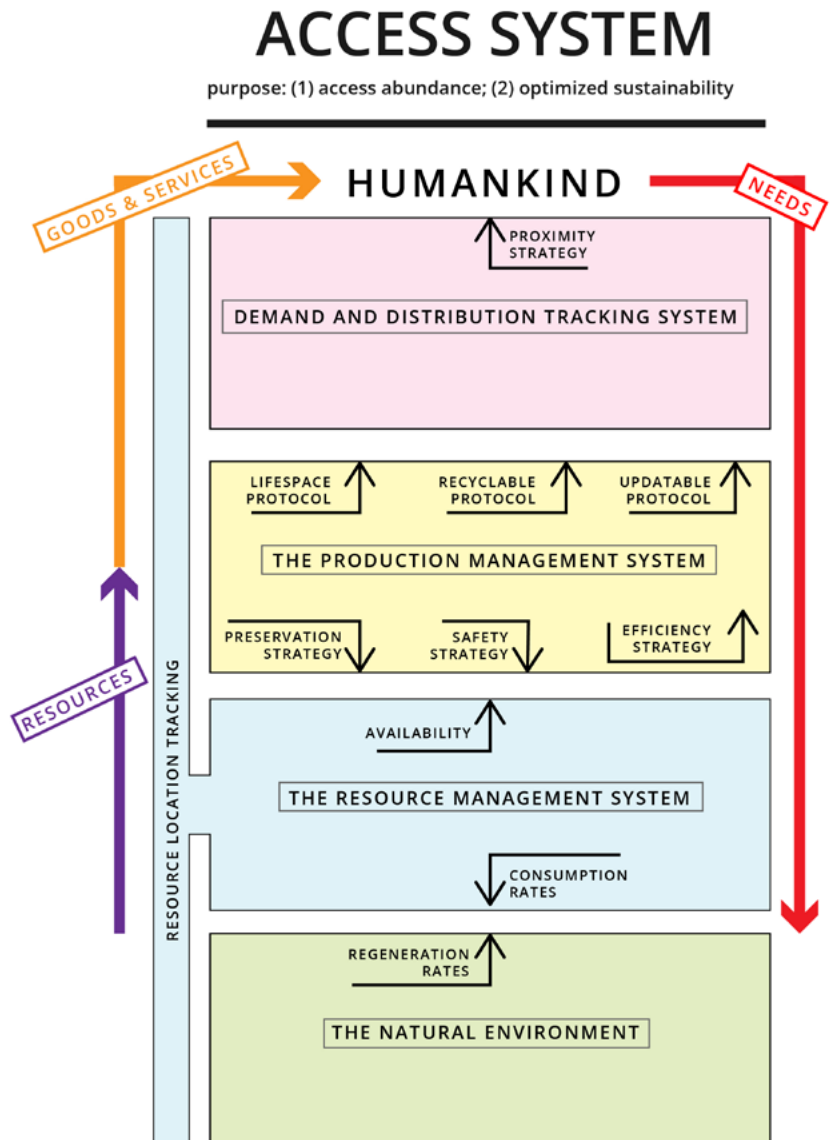 ACCESS SYSTEM
purpose: (1) access abundance; (2) optimized sustainability
GOODS & SERVICES
HUMANKIND
NEEDS
PROXIMITY
STRATEGY
DEMAND AND DISTRIBUTION TRACKING SYSTEM
LIFESPACE
PROTOCOL
RECYCLABLE
PROTOCOL
UPDATABLE
PROTOCOL
THE PRODUCTION MANAGEMENT SYSTEM
PRESERVATION
STRATEGY
SAFETY
STRATEGY
EFFICIENCY
STRATEGY
RESOURCES
RESOURCE LOCATION TRACKING
AVAILABILITY
THE RESOURCE MANAGEMENT SYSTEM
CONSUMPTION
RATES
REGENERATION
RATES
THE NATURAL ENVIRONMENT